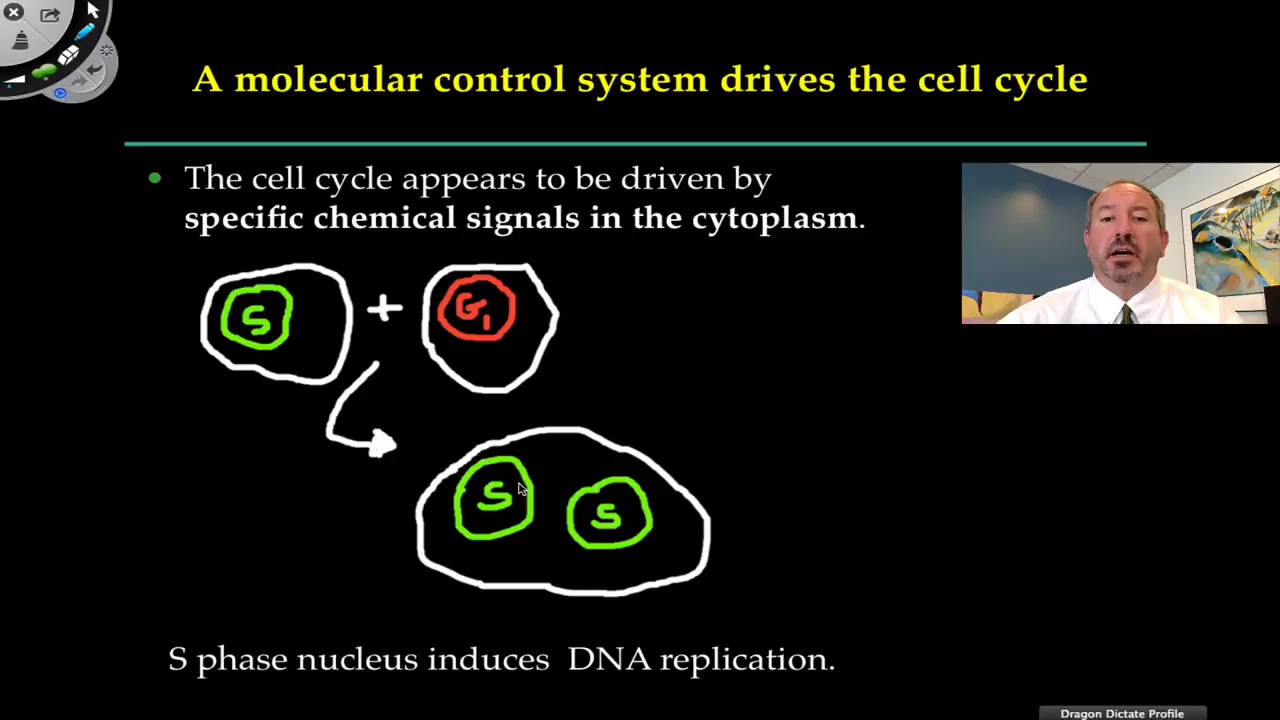 A molecular control system drives the cell cycle
• The cell cycle appears to be driven by
specific chemical signals in the cytoplasm.
S + G1
S S
S phase nucleus induces DNA replication.
Dragon Dictate Profile